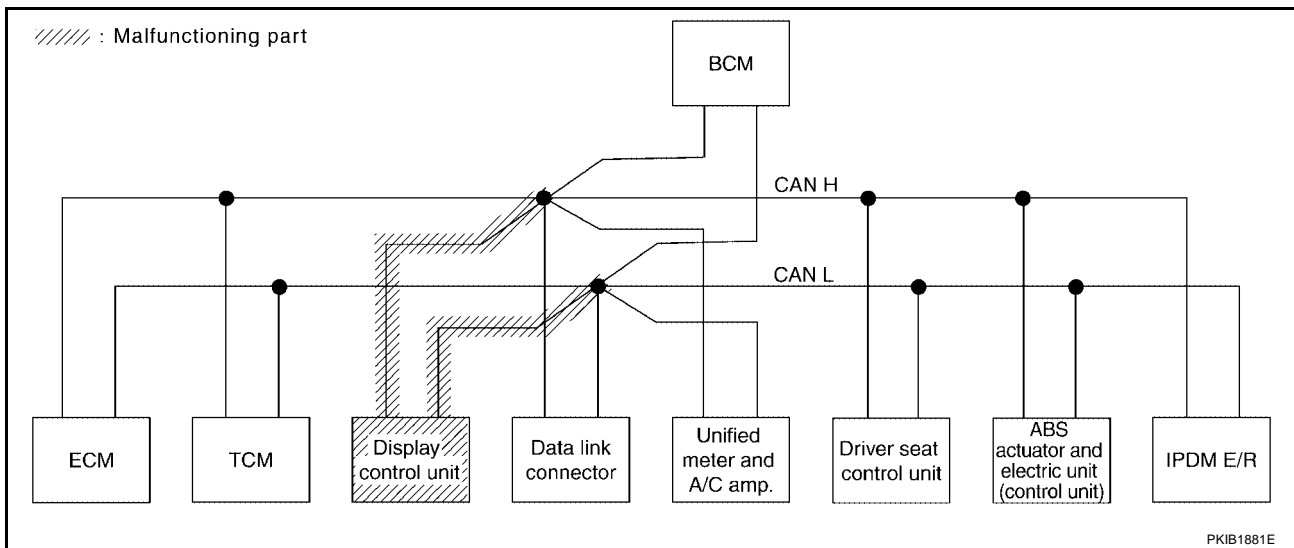 : Malfunctioning part
BCM
CAN H
CAN L
ECM
TCM
Display
control unit
Data link
connector
Unified
meter and
A/C amp.
Driver seat
control unit
ABS
actuator and
electric unit
(control unit)
IPDM E/R
PKIB1881E